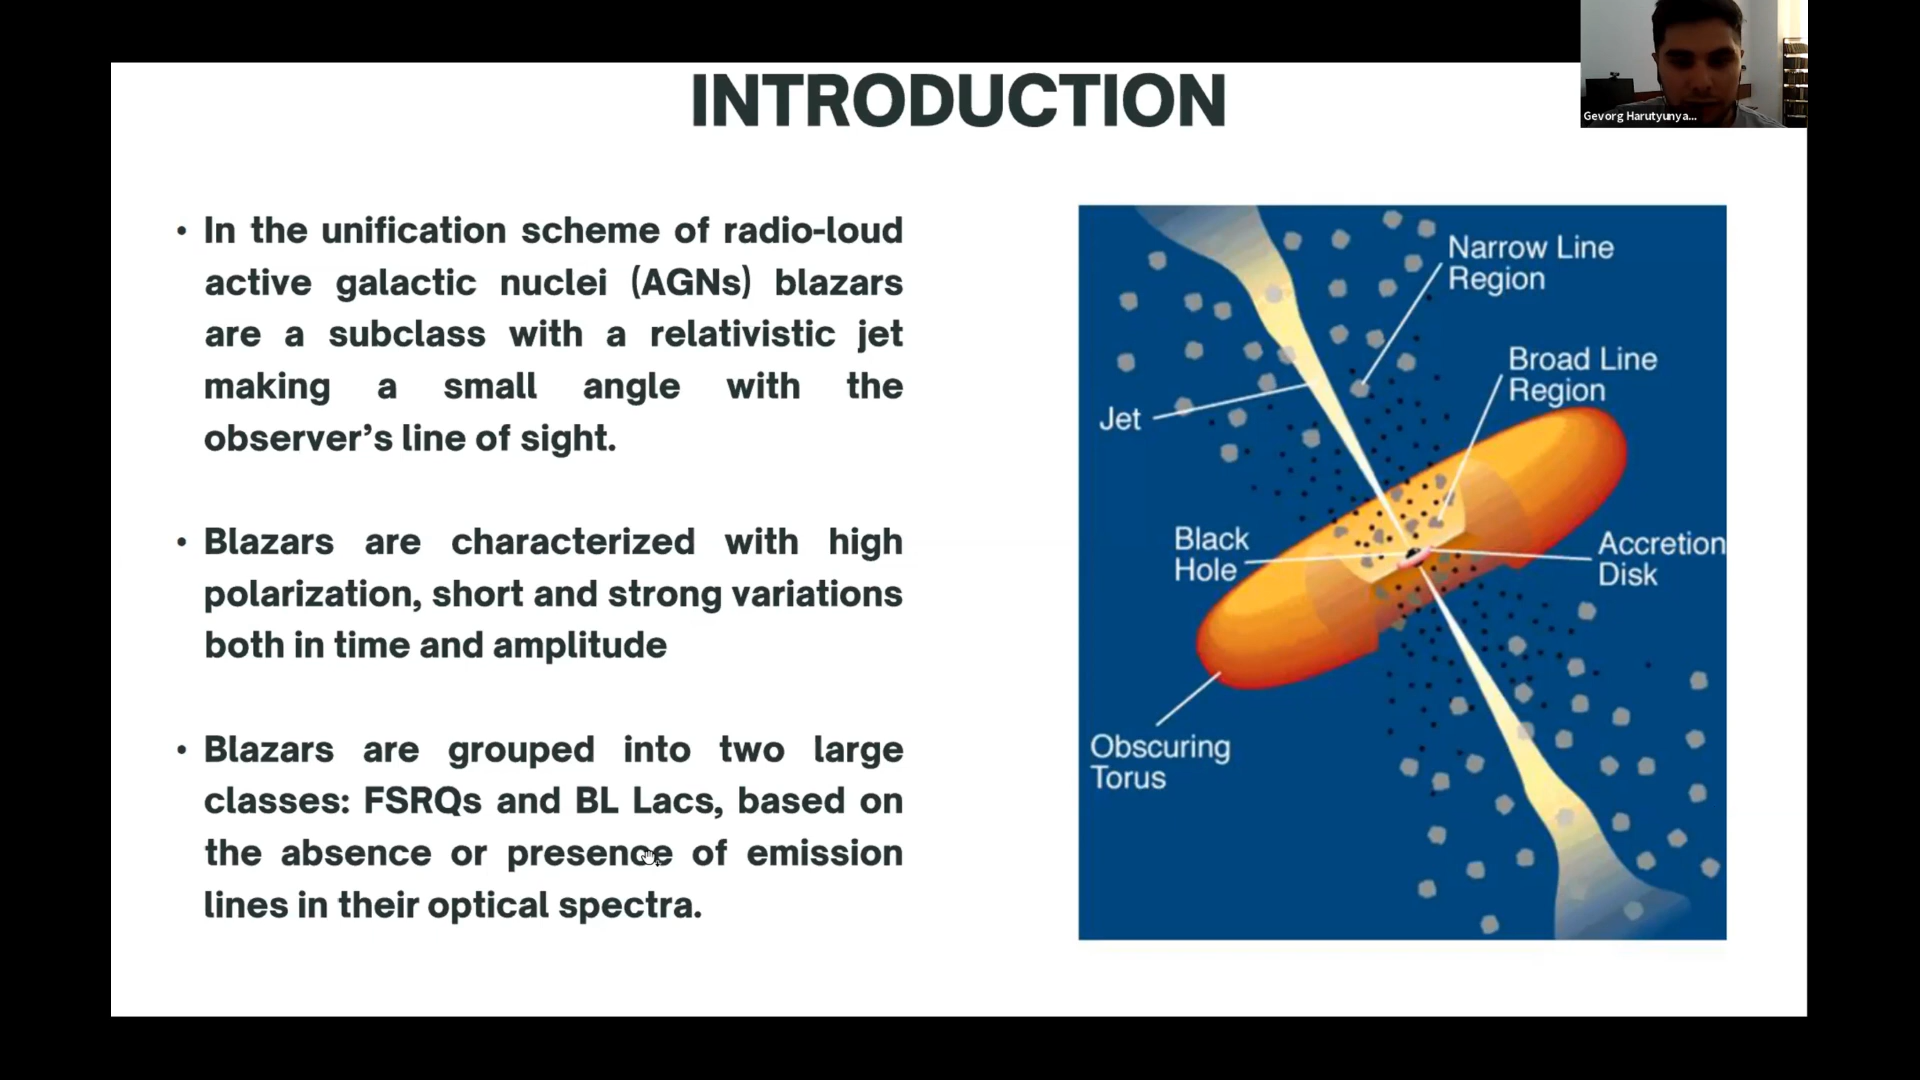 INTRODUCTION
Gevorg Harutyunya...
• In the unification scheme of radio-loud
active galactic nuclei (AGNs) blazars
are a subclass with a relativistic jet
making a small angle with the
observer’s line of sight.
• Blazars are characterized with high
polarization, short and strong variations
both in time and amplitude
• Blazars are grouped into two large
classes: FSRQs and BL Lacs, based on
the absence or presence of emission
lines in their optical spectra.
Narrow Line
Region
Broad Line
Region
Jet
Black
Hole
Accretion
Disk
Obscuring
Torus